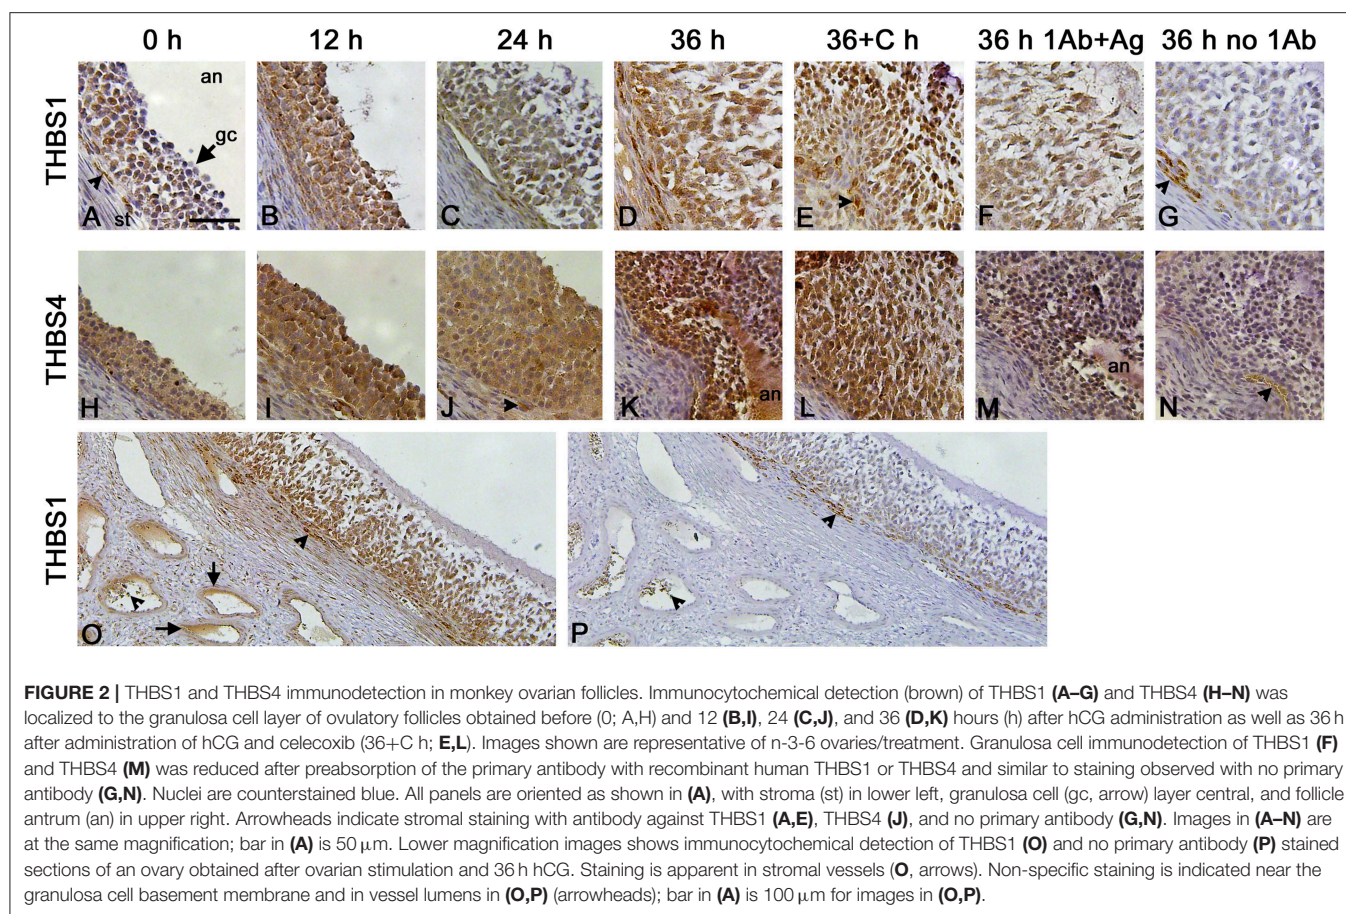 0 h 12 h 24 h 36 h 36+C h 36 h 1Ab+Ag 36 h no 1Ab
THBS1
an
gc
st
A B C D E F G
THBS4
an
an
H I J K L M N
THBS1
O P
FIGURE 2 | THBS1 and THBS4 immunodetection in monkey ovarian follicles. Immunocytochemical detection (brown) of THBS1 (A–G) and THBS4 (H–N) was
localized to the granulosa cell layer of ovulatory follicles obtained before (0; A,H) and 12 (B,I), 24 (C,J), and 36 (D,K) hours (h) after hCG administration as well as 36 h
after administration of hCG and celecoxib (36+C h; E,L). Images shown are representative of n-3-6 ovaries/treatment. Granulosa cell immunodetection of THBS1 (F)
and THBS4 (M) was reduced after preabsorption of the primary antibody with recombinant human THBS1 or THBS4 and similar to staining observed with no primary
antibody (G,N). Nuclei are counterstained blue. All panels are oriented as shown in (A), with stroma (st) in lower left, granulosa cell (gc, arrow) layer central, and follicle
antrum (an) in upper right. Arrowheads indicate stromal staining with antibody against THBS1 (A,E), THBS4 (J), and no primary antibody (G,N). Images in (A–N) are
at the same magnification; bar in (A) is 50 μm. Lower magnification images shows immunocytochemical detection of THBS1 (O) and no primary antibody (P) stained
sections of an ovary obtained after ovarian stimulation and 36 h hCG. Staining is apparent in stromal vessels (O, arrows). Non-specific staining is indicated near the
granulosa cell basement membrane and in vessel lumens in (O,P) (arrowheads); bar in (A) is 100 μm for images in (O,P).